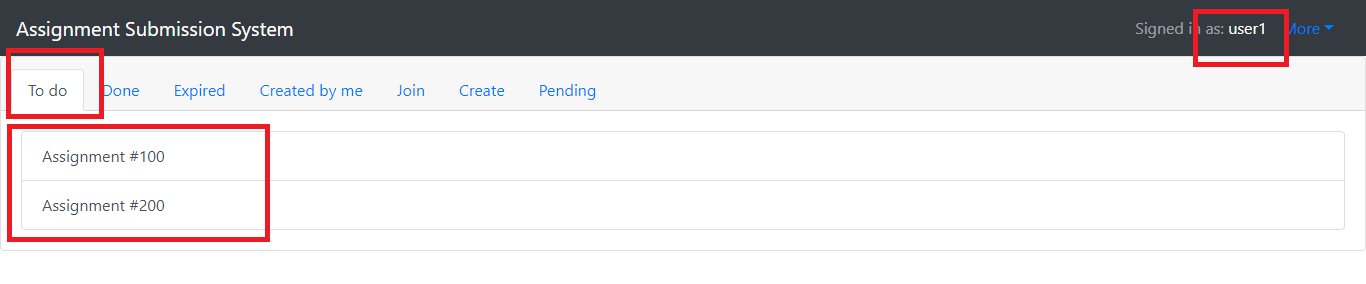 Assignment Submission System
Signed in as: user1 More
To do Done Expired Created by me Join Create Pending
Assignment #100
Assignment #200